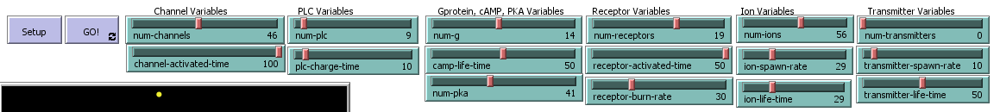 Channel Variables PLC Variables Gprotein, cAMP, PKA Variables Receptor Variables Ion Variables Transmitter Variables
Setup GO! num-channels 46 num-plc 9 num-g 14 num-receptors 19 num-ions 56 num-transmitters 0
channel-activated-time 100 plc-charge-time 10 camp-life-time 50 receptor-activated-time 50 ion-spawn-rate 29 transmitter-spawn-rate 10
num-pka 41 receptor-burn-rate 30 ion-life-time 29 transmitter-life-time 50